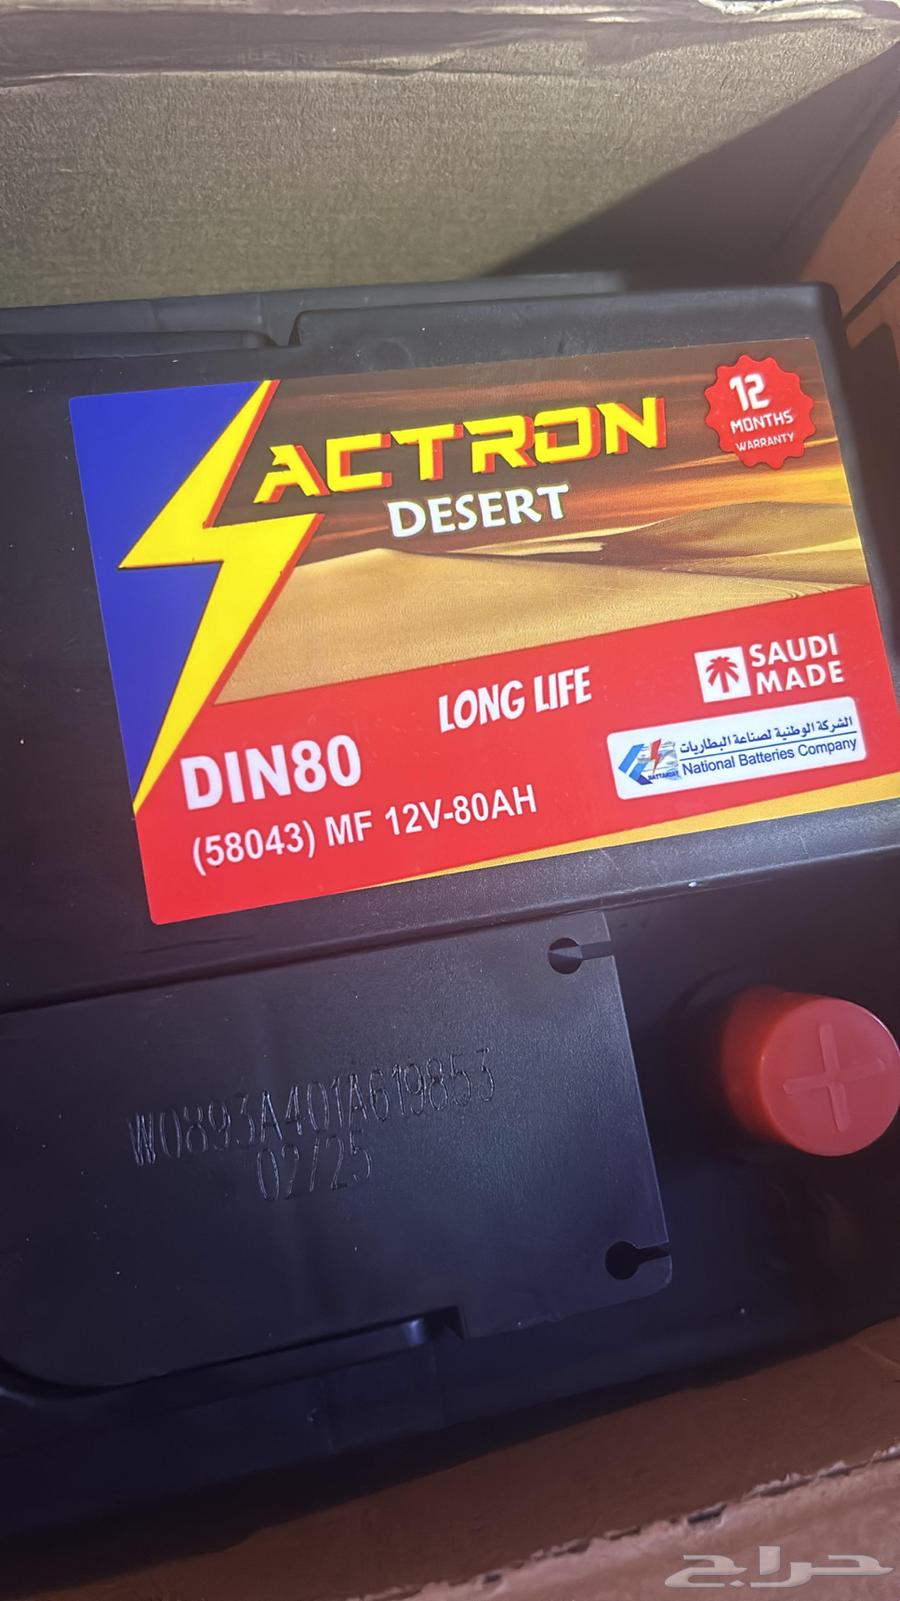 ACTRON
DESERT
12
MONTHS
WARRANTY
LONG LIFE
SAUDI
MADE
DIN80
(58043) MF 12V-80AH
الشركة الوطنية لصناعة البطاريات
National Batteries Company
BATTARIAT
W0893A401A619853
02/25
حراج